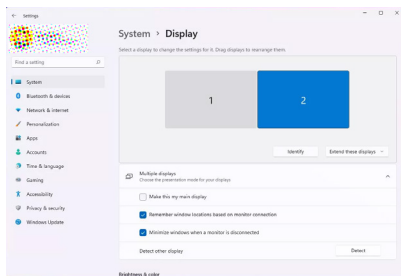 Settings
System > Display
Select a display to change the settings for it. Drag displays to rearrange them.
Find a setting
System
Bluetooth & devices
Network & internet
Personalization
Apps
Accounts
Time & language
Gaming
Accessibility
Privacy & security
Windows Update
1
2
Identify
Extend these displays
Multiple displays
Choose the presentation mode for your displays
Make this my main display
Remember window locations based on monitor connection
Minimize windows when a monitor is disconnected
Detect other display
Detect
Brightness & color